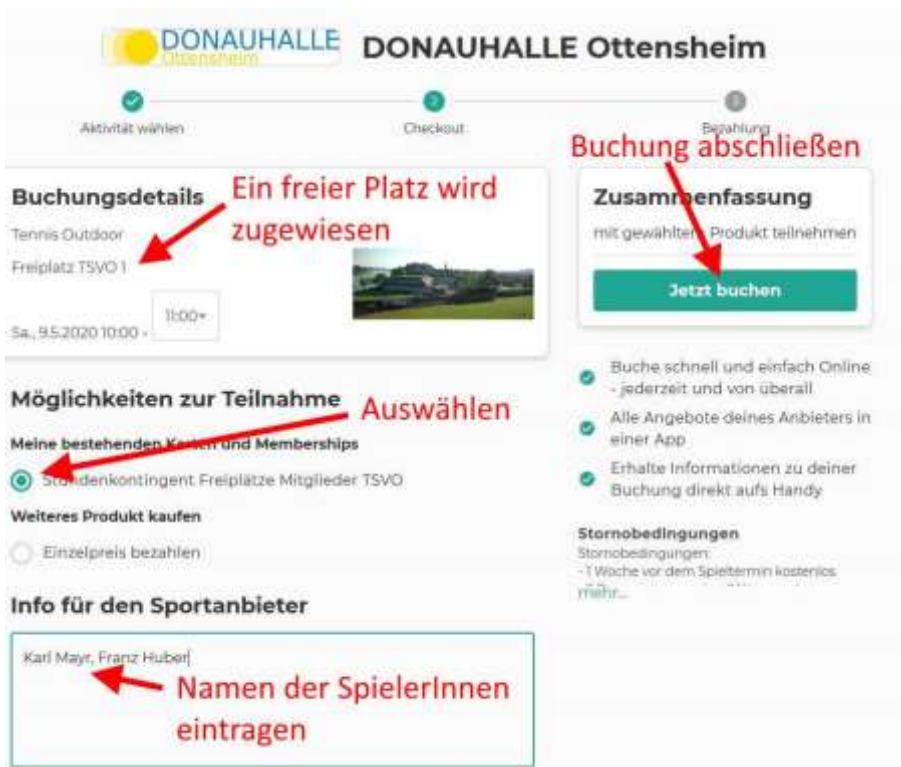 DONAUHALLE
Ottensheim
DONAUHALLE Ottensheim
Aktivität wählen
2
Checkout
3
Bezahlung
Buchung abschließen
Buchungsdetails
Ein freier Platz wird
zugewiesen
Tennis Outdoor
Freiplatz TSVO 1
Sa., 9.5.2020 10:00 -
11:00
Zusammenfassung
mit gewähltem Produkt teilnehmen
Jetzt buchen
Möglichkeiten zur Teilnahme
Auswählen
Meine bestehenden Karten und Memberships
Stundenkontingent Freiplätze Mitglieder TSVO
Weiteres Produkt kaufen
Einzelpreis bezahlen
Buche schnell und einfach Online
- jederzeit und von überall
Alle Angebote deines Anbieters in
einer App
Erhalte Informationen zu deiner
Buchung direkt aufs Handy
Stornobedingungen
Stornobedingungen:
- 1 Woche vor dem Spieltermin kostenlos
mehr...
Info für den Sportanbieter
Karl Mayr, Franz Huber
Namen der SpielerInnen
eintragen